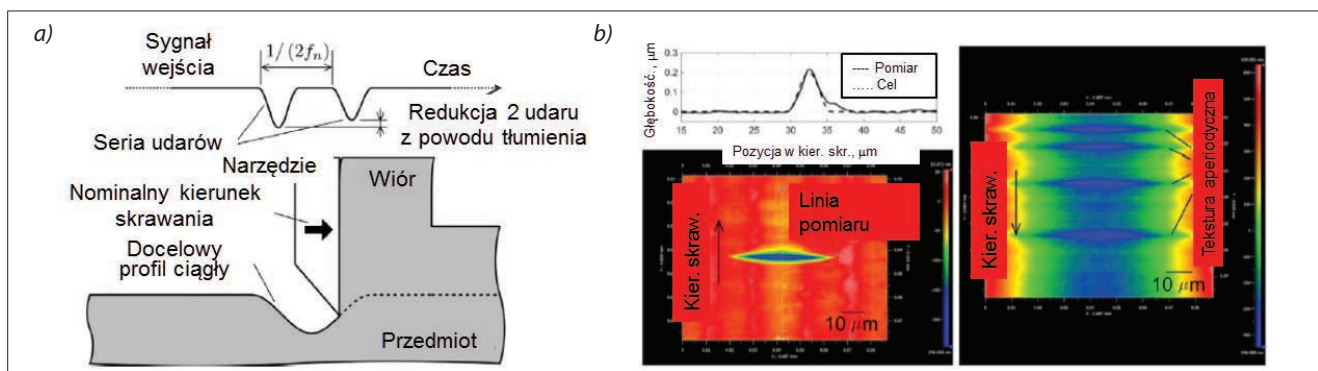 a)
Sygnał
wejścia
1/(2fₙ)
Czas
Redukcja 2 udaru
z powodu tłumienia
Seria udarów
Narzędzie
Wiór
Nominalny kierunek
skrawania
Docelowy
profil ciągły
Przedmiot
b)
Głębokość., μm
0.3
0.2
0.1
0
15 20 25 30 35 40 45 50
Pomiar
Cel
Pozycja w kier. skr., μm
Kier. skraw.
Linia
pomiaru
10 μm
Kier. skraw.
Tekstura aperiodyczna
10 μm